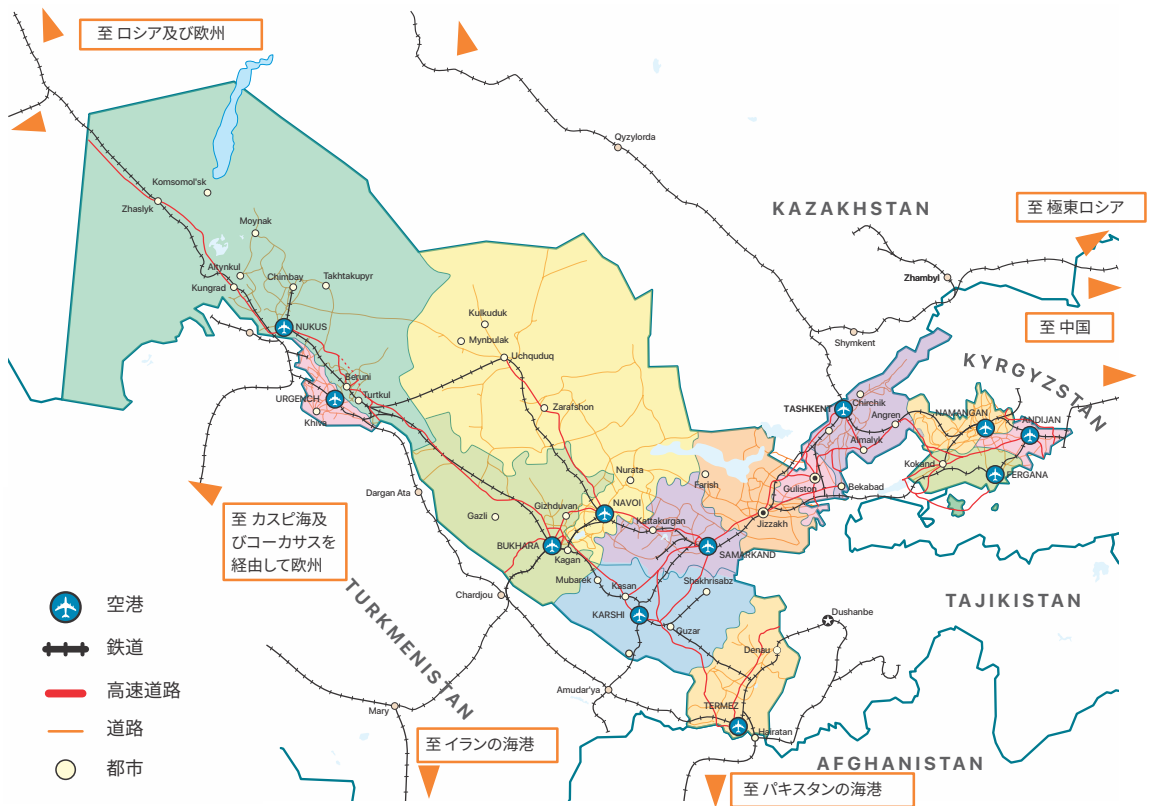 至 ロシア及び欧州
Qyzylorda
KAZAKHSTAN
至 極東ロシア
Komsomol'sk
Zhaslyk
Moynak
Altynkul
Chimbay
Takhtakupyr
Kungrad
Zhambyl
至 中国
NUKUS
Kulkuduk
Mynbulak
Uchquduq
Shymkent
KYRGYZSTAN
Beruni
URGENCH
Turtkul
Khiva
Zarafshon
TASHKENT
Chirchik
Angren
NAMANGAN
ANDIJAN
Almalyk
Kokand
FERGANA
Dargan Ata
Nurata
Farish
Guliston
Bekabad
Gazli
Gizhduvan
NAVOI
Kattakurgan
Jizzakh
至 カスピ海及
びコーカサスを
経由して欧州
BUKHARA
Kagan
SAMARKAND
Mubarek
Kasan
Shakhrisabz
Chardjou
KARSHI
Guzar
TURKMENISTAN
TAJIKISTAN
Dushanbe
Denau
空港
鉄道
高速道路
道路
都市
Amudar'ya
Mary
TERMEZ
Hairatan
至 イランの海港
AFGHANISTAN
至 パキスタンの海港